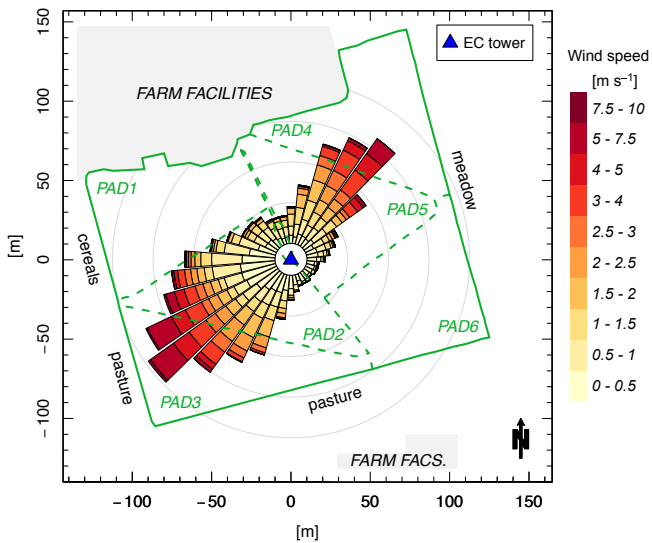 EC tower
FARM FACILITIES
PAD4
PAD1
meadow
PAD5
cereals
PAD2
PAD6
pasture
PAD3
pasture
FARM FACS.
N
150
100
50
0
−50
−100
[m]
−100 −50 0 50 100 150
[m]
Wind speed
[m s⁻¹]
7.5 - 10
5 - 7.5
4 - 5
3 - 4
2.5 - 3
2 - 2.5
1.5 - 2
1 - 1.5
0.5 - 1
0 - 0.5